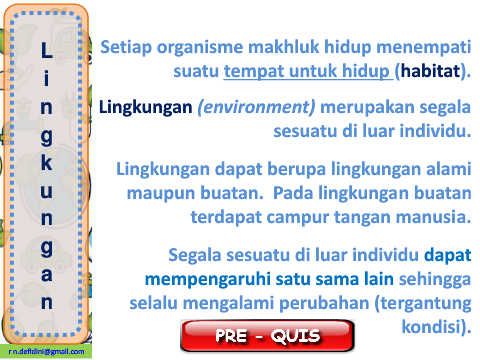 Lingkungan
Setiap organisme makhluk hidup menempati
suatu tempat untuk hidup (habitat).
Lingkungan (environment) merupakan segala
sesuatu di luar individu.
Lingkungan dapat berupa lingkungan alami
maupun buatan. Pada lingkungan buatan
terdapat campur tangan manusia.
Segala sesuatu di luar individu dapat
mempengaruhi satu sama lain sehingga
selalu mengalami perubahan (tergantung
kondisi).
PRE - QUIS
r.n.defidini@gmail.com